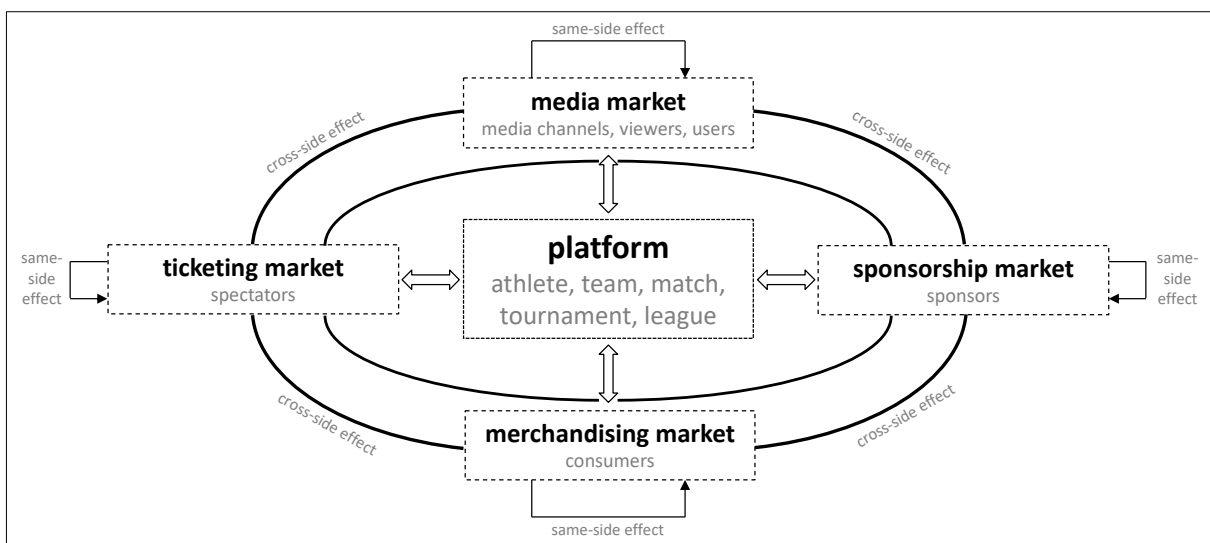 same-side effect
media market
media channels, viewers, users
cross-side effect
cross-side effect
same-
side
effect
ticketing market
spectators
platform
athlete, team, match,
tournament, league
sponsorship market
sponsors
same-
side
effect
cross-side effect
cross-side effect
merchandising market
consumers
same-side effect